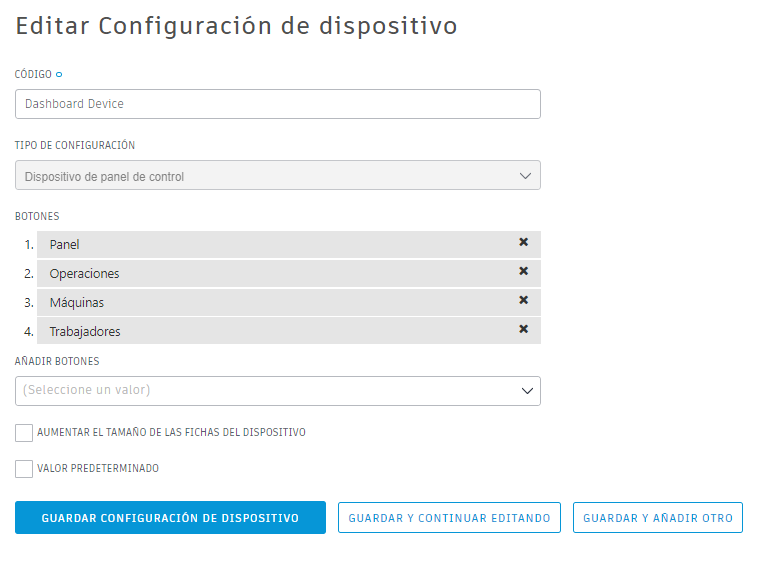 Editar Configuración de dispositivo
CÓDIGO
Dashboard Device
TIPO DE CONFIGURACIÓN
Dispositivo de panel de control
BOTONES
1. Panel
2. Operaciones
3. Máquinas
4. Trabajadores
AÑADIR BOTONES
(Seleccione un valor)
AUMENTAR EL TAMAÑO DE LAS FICHAS DEL DISPOSITIVO
VALOR PREDETERMINADO
GUARDAR CONFIGURACIÓN DE DISPOSITIVO GUARDAR Y CONTINUAR EDITANDO GUARDAR Y AÑADIR OTRO